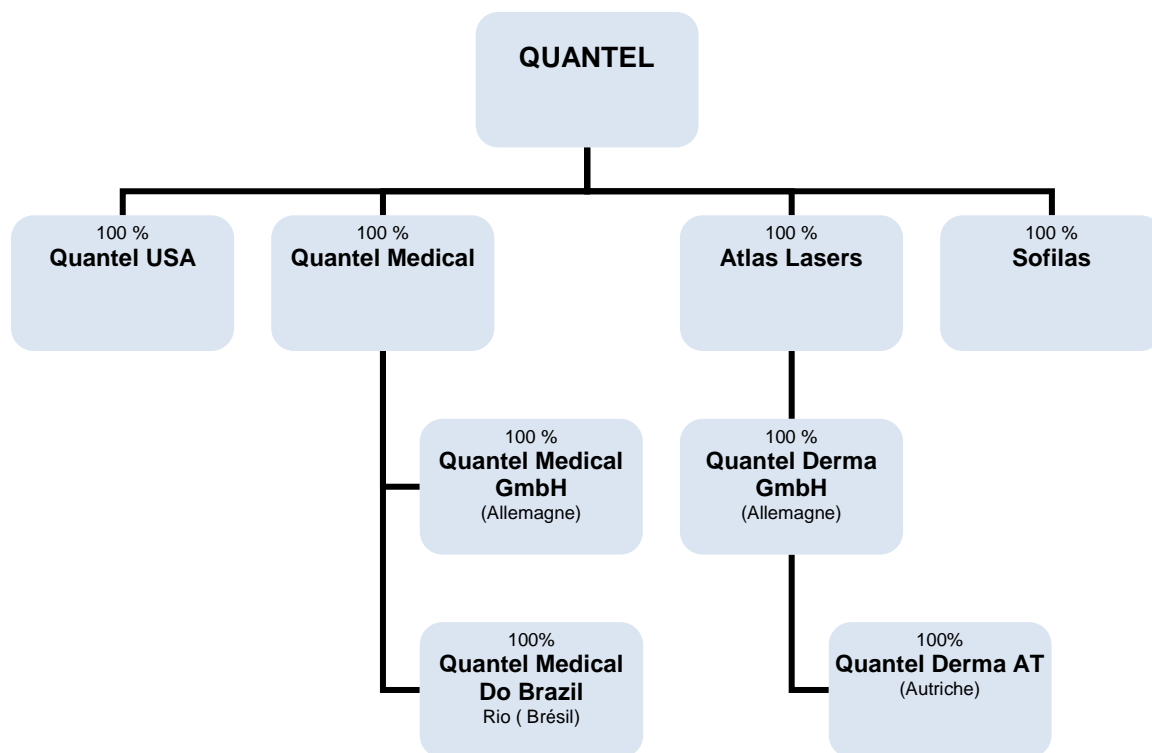 QUANTEL
100 %
Quantel USA
100 %
Quantel Medical
100 %
Atlas Lasers
100 %
Sofilas
100 %
Quantel Medical
GmbH
(Allemagne)
100 %
Quantel Derma
GmbH
(Allemagne)
100%
Quantel Medical
Do Brazil
Rio ( Brésil)
100%
Quantel Derma AT
(Autriche)